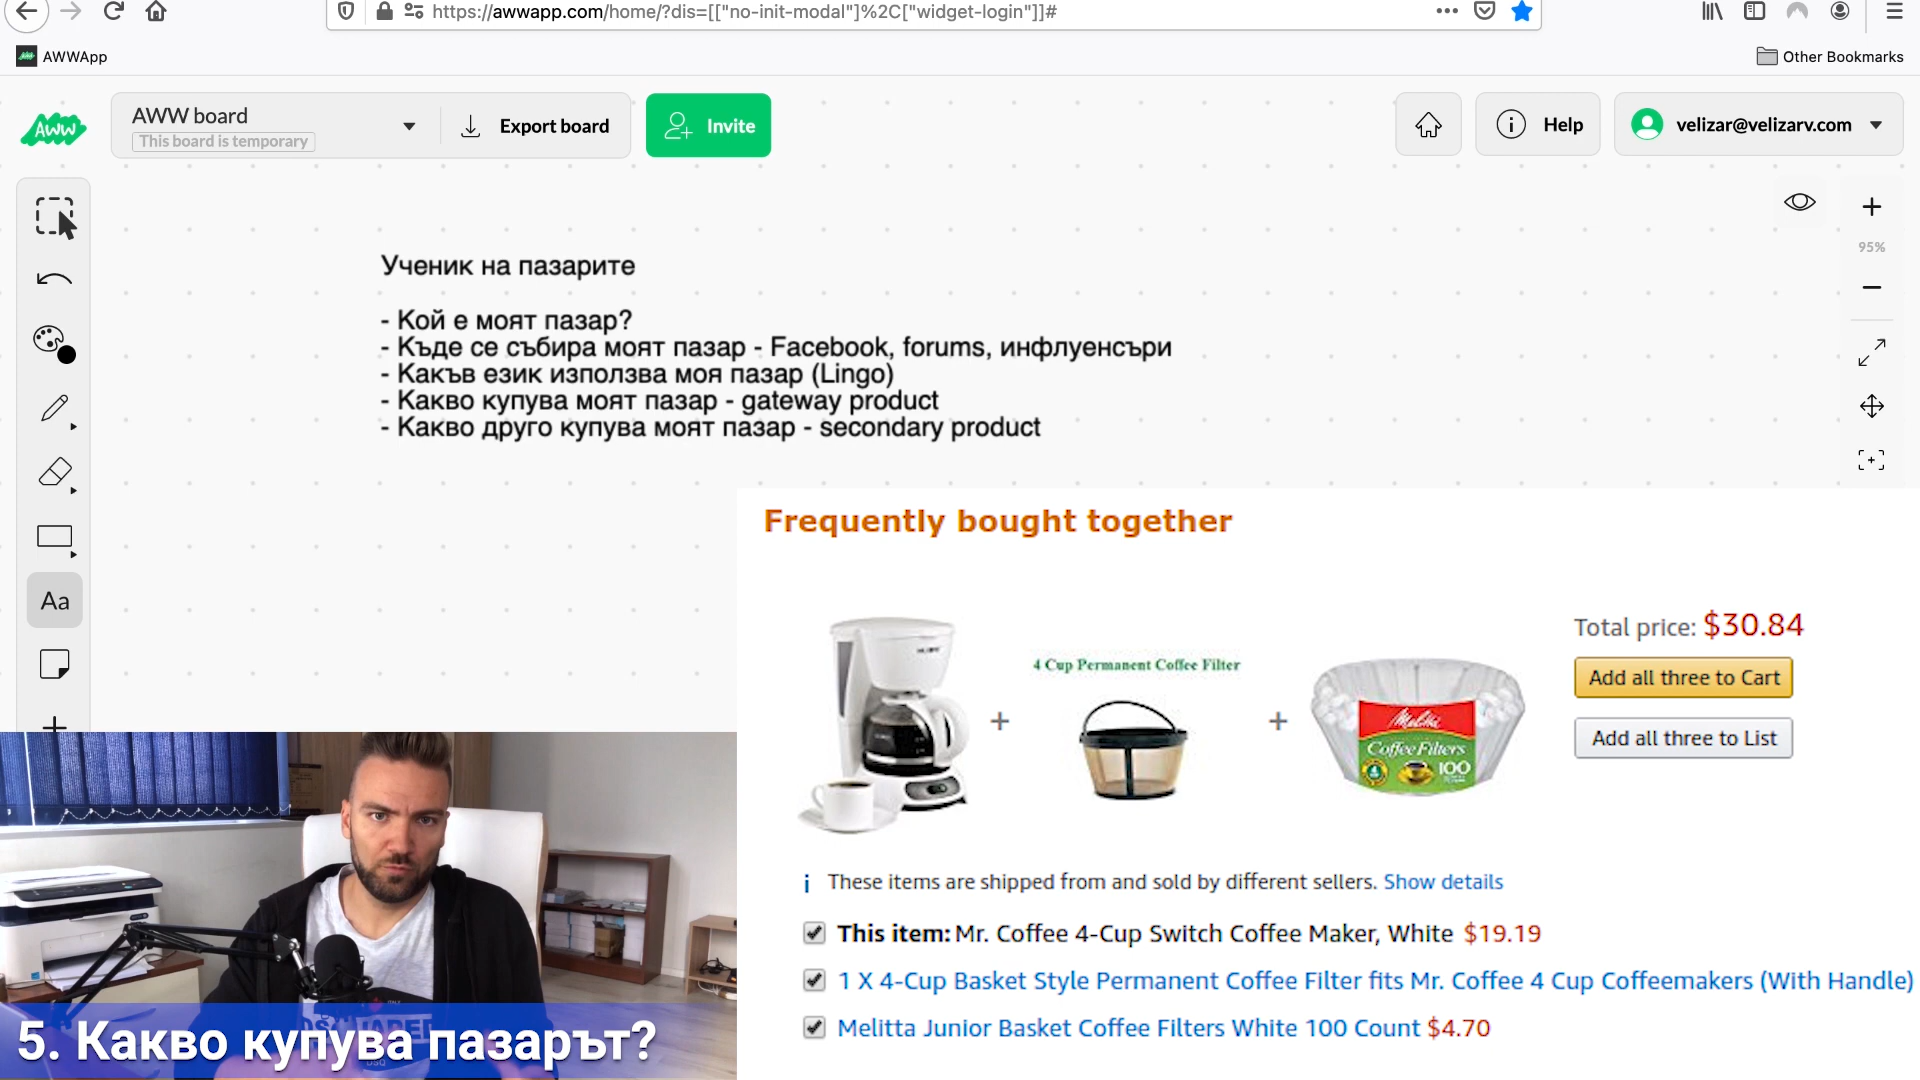 https://awwapp.com/home/?dis=[["no-init-modal"]%2C["widget-login"]]#
AWWApp
Other Bookmarks
AWW
AWW board
This board is temporary
Export board
Invite
Help
velizar@velizarv.com
95%
Ученик на пазарите
- Кой е моят пазар?
- Къде се събира моят пазар - Facebook, forums, инфлуенсъри
- Какъв език използва моя пазар (Lingo)
- Какво купува моят пазар - gateway product
- Какво друго купува моят пазар - secondary product
Aa
Frequently bought together
4 Cup Permanent Coffee Filter
Melitta
Coffee Filters
100
Total price: $30.84
Add all three to Cart
Add all three to List
These items are shipped from and sold by different sellers. Show details
This item: Mr. Coffee 4-Cup Switch Coffee Maker, White $19.19
1 X 4-Cup Basket Style Permanent Coffee Filter fits Mr. Coffee 4 Cup Coffeemakers (With Handle)
Melitta Junior Basket Coffee Filters White 100 Count $4.70
5. Какво купува пазарът?